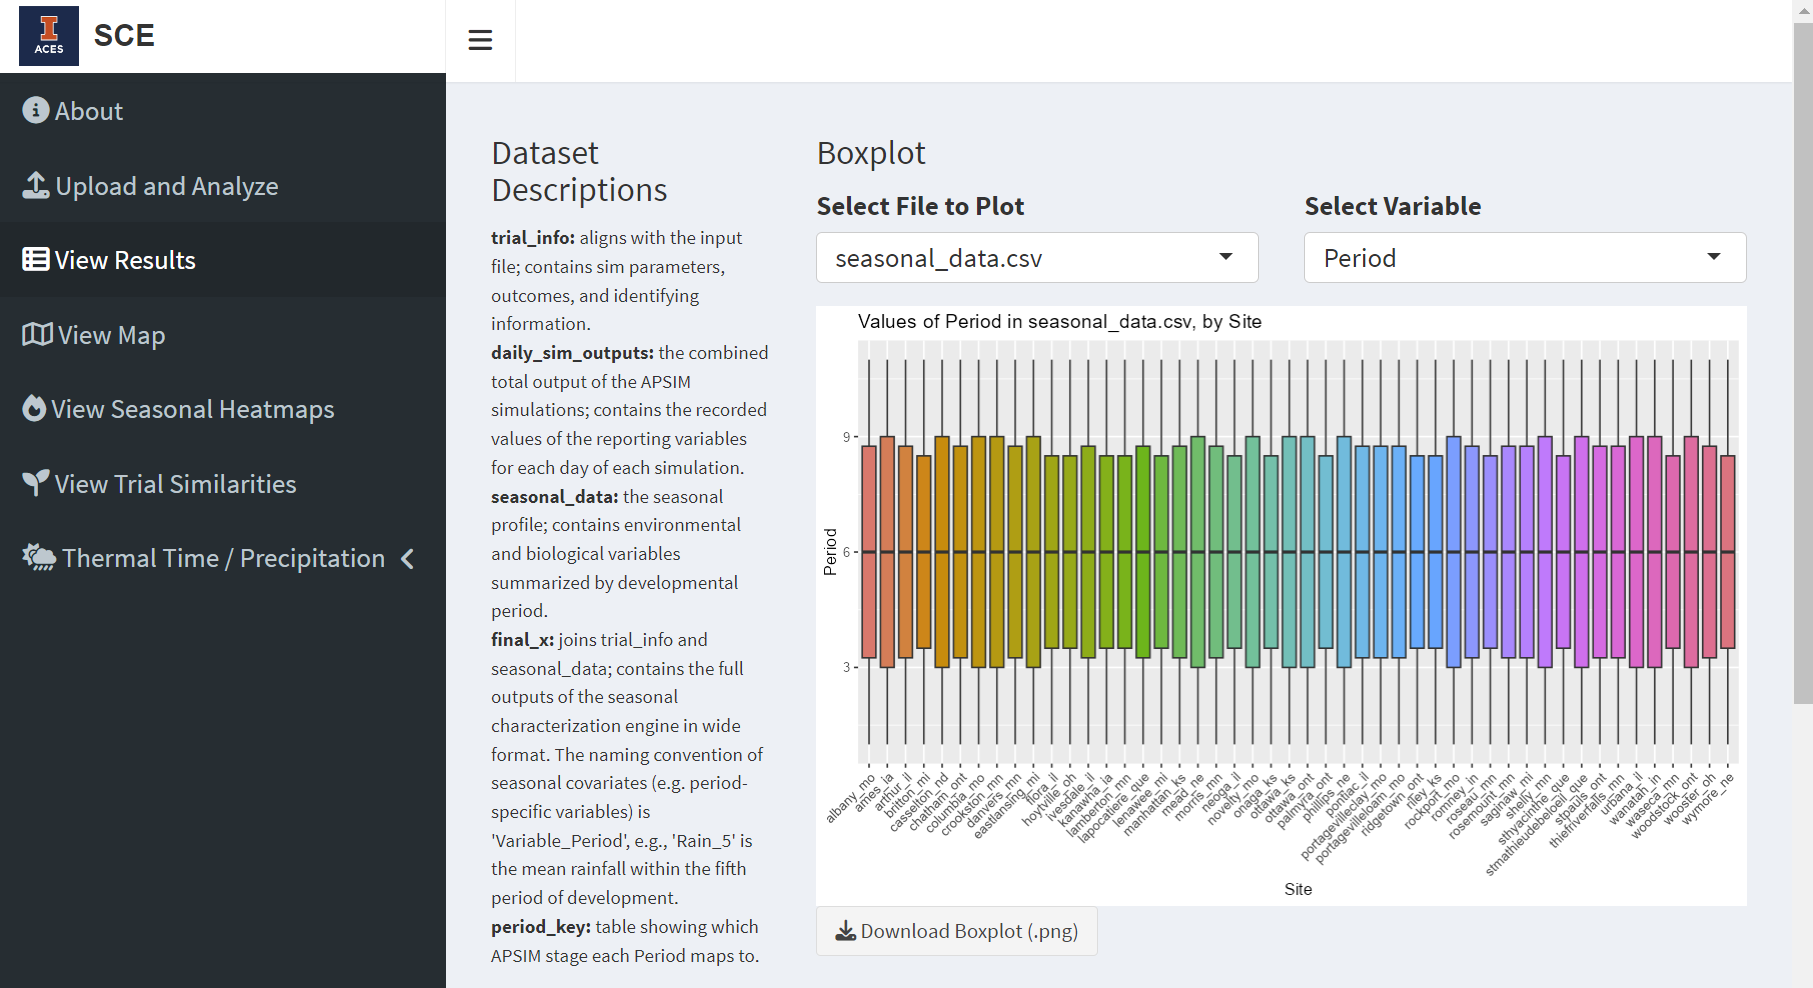 I
ACES
SCE
About
Upload and Analyze
View Results
View Map
View Seasonal Heatmaps
View Trial Similarities
Thermal Time / Precipitation
Dataset
Descriptions
trial_info: aligns with the input
file; contains sim parameters,
outcomes, and identifying
information.
daily_sim_outputs: the combined
total output of the APSIM
simulations; contains the recorded
values of the reporting variables
for each day of each simulation.
seasonal_data: the seasonal
profile; contains environmental
and biological variables
summarized by developmental
period.
final_x: joins trial_info and
seasonal_data; contains the full
outputs of the seasonal
characterization engine in wide
format. The naming convention of
seasonal covariates (e.g. period-
specific variables) is
'Variable_Period', e.g., 'Rain_5' is
the mean rainfall within the fifth
period of development.
period_key: table showing which
APSIM stage each Period maps to.
Boxplot
Select File to Plot
seasonal_data.csv
Select Variable
Period
Values of Period in seasonal_data.csv, by Site
Period
9
6
3
albany_mo
ames_ia
arthur_il
britton_mi
casselton_nd
chatham_ont
columbia_mo
crookston_mn
danvers_mn
eastlansing_mi
flora_il
hoytville_oh
ivesdale_il
kanawha_ia
lamberton_mn
lapocatiere_que
lenawee_mi
manhattan_ks
mead_ne
morris_mn
neoga_il
novelty_mo
onaga_ks
ottawa_ks
ottawa_ont
palmyra_ont
phillips_ne
pontiac_il
portagevilleclay_mo
portagevilleloam_mo
ridgetown_ont
riley_ks
rockport_mo
romney_in
roseau_mn
rosemount_mn
saginaw_mi
shelly_mn
sthyacinthe_que
stmathieudebeloeil_que
stpauls_ont
thiefriverfalls_mn
urbana_il
wanatah_in
waseca_mn
woodstock_ont
wooster_oh
wymore_ne
Site
Download Boxplot (.png)